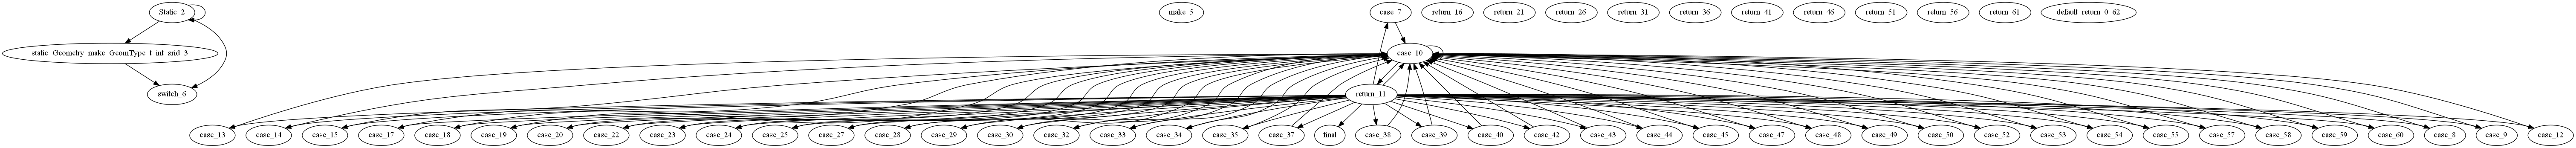 Static_2
make_5
case_7
return_16
return_21
return_26
return_31
return_36
return_41
return_46
return_51
return_56
return_61
default_return_0_62
static_Geometry_make_GeomType_t_int_srid_3
case_10
switch_6
return_11
case_13
case_14
case_15
case_17
case_18
case_19
case_20
case_22
case_23
case_24
case_25
case_27
case_28
case_29
case_30
case_32
case_33
case_34
case_35
case_37
final
case_38
case_39
case_40
case_42
case_43
case_44
case_45
case_47
case_48
case_49
case_50
case_52
case_53
case_54
case_55
case_57
case_58
case_59
case_60
case_8
case_9
case_12